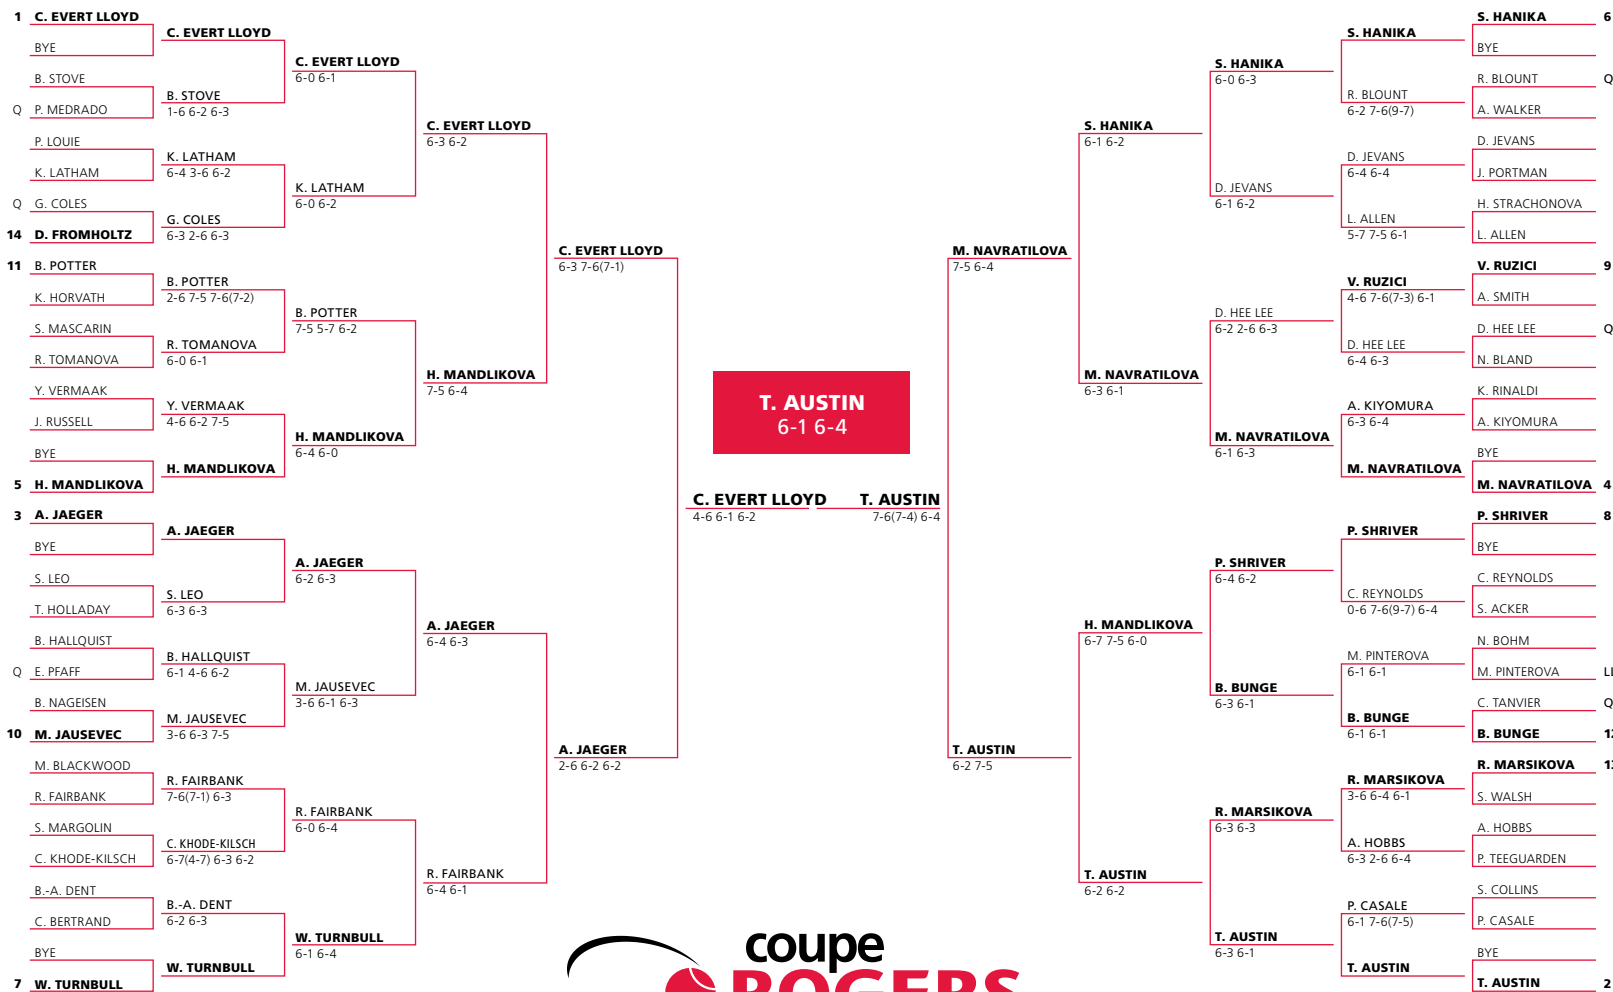 1 C. EVERT LLOYD
BYE
B. STOVE
Q P. MEDRADO
P. LOUIE
K. LATHAM
Q G. COLES
14 D. FROMHOLTZ
11 B. POTTER
K. HORVATH
S. MASCARIN
R. TOMANOVA
Y. VERMAAK
J. RUSSELL
BYE
5 H. MANDLIKOVA
3 A. JAEGER
BYE
S. LEO
T. HOLLADAY
B. HALLQUIST
Q E. PFAFF
B. NAGEISEN
10 M. JAUSEVEC
M. BLACKWOOD
R. FAIRBANK
S. MARGOLIN
C. KHODE-KILSCH
B.-A. DENT
C. BERTRAND
BYE
7 W. TURNBULL
C. EVERT LLOYD
B. STOVE
1-6 6-2 6-3
K. LATHAM
6-4 3-6 6-2
G. COLES
6-3 2-6 6-3
B. POTTER
2-6 7-5 7-6(7-2)
R. TOMANOVA
6-0 6-1
Y. VERMAAK
4-6 6-2 7-5
H. MANDLIKOVA
A. JAEGER
S. LEO
6-3 6-3
B. HALLQUIST
6-1 4-6 6-2
M. JAUSEVEC
3-6 6-3 7-5
R. FAIRBANK
7-6(7-1) 6-3
C. KHODE-KILSCH
6-7(4-7) 6-3 6-2
B.-A. DENT
6-2 6-3
W. TURNBULL
C. EVERT LLOYD
6-0 6-1
K. LATHAM
6-0 6-2
B. POTTER
7-5 5-7 6-2
H. MANDLIKOVA
6-4 6-0
A. JAEGER
6-2 6-3
M. JAUSEVEC
3-6 6-1 6-3
R. FAIRBANK
6-0 6-4
W. TURNBULL
6-1 6-4
C. EVERT LLOYD
6-3 6-2
H. MANDLIKOVA
7-5 6-4
A. JAEGER
6-4 6-3
R. FAIRBANK
6-4 6-1
C. EVERT LLOYD
6-3 7-6(7-1)
A. JAEGER
2-6 6-2 6-2
C. EVERT LLOYD
4-6 6-1 6-2
T. AUSTIN
6-1 6-4
T. AUSTIN
7-6(7-4) 6-4
M. NAVRATILOVA
7-5 6-4
T. AUSTIN
6-2 7-5
S. HANIKA
6-1 6-2
M. NAVRATILOVA
6-3 6-1
H. MANDLIKOVA
6-7 7-5 6-0
T. AUSTIN
6-2 6-2
S. HANIKA
6-0 6-3
D. JEVANS
6-1 6-2
D. HEE LEE
6-2 2-6 6-3
M. NAVRATILOVA
6-1 6-3
P. SHRIVER
6-4 6-2
B. BUNGE
6-3 6-1
R. MARSIKOVA
6-3 6-3
T. AUSTIN
6-3 6-1
S. HANIKA
R. BLOUNT
6-2 7-6(9-7)
D. JEVANS
6-4 6-4
L. ALLEN
5-7 7-5 6-1
V. RUZICI
4-6 7-6(7-3) 6-1
D. HEE LEE
6-4 6-3
A. KIYOMURA
6-3 6-4
M. NAVRATILOVA
P. SHRIVER
C. REYNOLDS
0-6 7-6(9-7) 6-4
M. PINTEROVA
6-1 6-1
B. BUNGE
6-1 6-1
R. MARSIKOVA
3-6 6-4 6-1
A. HOBBS
6-3 2-6 6-4
P. CASALE
6-1 7-6(7-5)
T. AUSTIN
S. HANIKA 6
BYE
R. BLOUNT Q
A. WALKER
D. JEVANS
J. PORTMAN
H. STRACHONOVA
L. ALLEN
V. RUZICI 9
A. SMITH
D. HEE LEE Q
N. BLAND
K. RINALDI
A. KIYOMURA
BYE
M. NAVRATILOVA 4
P. SHRIVER 8
BYE
C. REYNOLDS
S. ACKER
N. BOHM
M. PINTEROVA
C. TANVIER Q
B. BUNGE 12
R. MARSIKOVA
S. WALSH
A. HOBBS
P. TEEGUARDEN
S. COLLINS
P. CASALE
BYE
T. AUSTIN 2
coupe
ROGERS